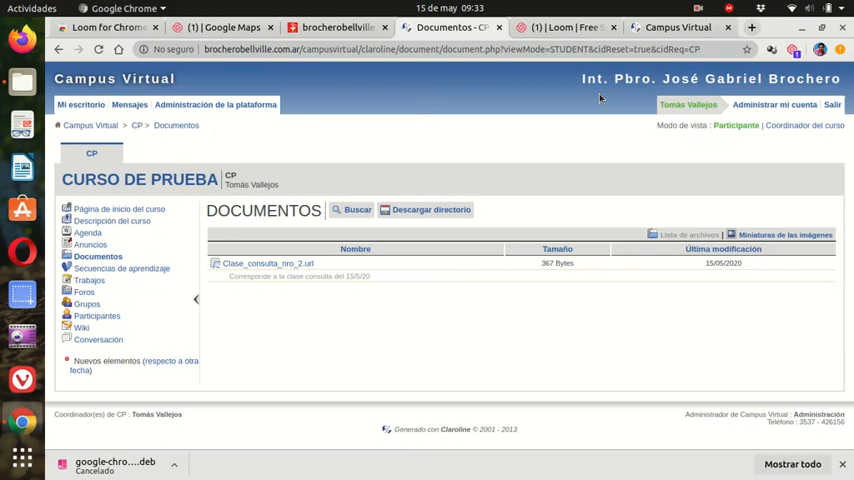 Actividades
Google Chrome
15 de may 09:33
Loom for Chrome
(1) | Google Maps
brocherobellville.
Documentos - CP
(1) | Loom | Free S
Campus Virtual
No seguro
brocherobellville.com.ar/campusvirtual/claroline/document/document.php?viewMode=STUDENT&cidReset=true&cidReq=CP
Campus Virtual
Int. Pbro. José Gabriel Brochero
Mi escritorio Mensajes Administración de la plataforma
Tomás Vallejos Administrar mi cuenta Salir
Campus Virtual > CP > Documentos
Modo de vista : Participante | Coordinador del curso
CP
CURSO DE PRUEBA
CP
Tomás Vallejos
Página de inicio del curso
Descripción del curso
Agenda
Anuncios
Documentos
Secuencias de aprendizaje
Trabajos
Foros
Grupos
Participantes
Wiki
Conversación
Nuevos elementos (respecto a otra
fecha)
DOCUMENTOS
Buscar
Descargar directorio
Lista de archivos | Miniaturas de las imágenes
Nombre Tamaño Última modificación
Clase_consulta_nro_2.url 367 Bytes 15/05/2020
Corresponde a la clase consulta del 15/5/20
Coordinador(es) de CP : Tomás Vallejos
Administrador de Campus Virtual : Administración
Teléfono : 3537 - 426156
Generado con Claroline © 2001 - 2013
google-chro....deb
Cancelado
Mostrar todo